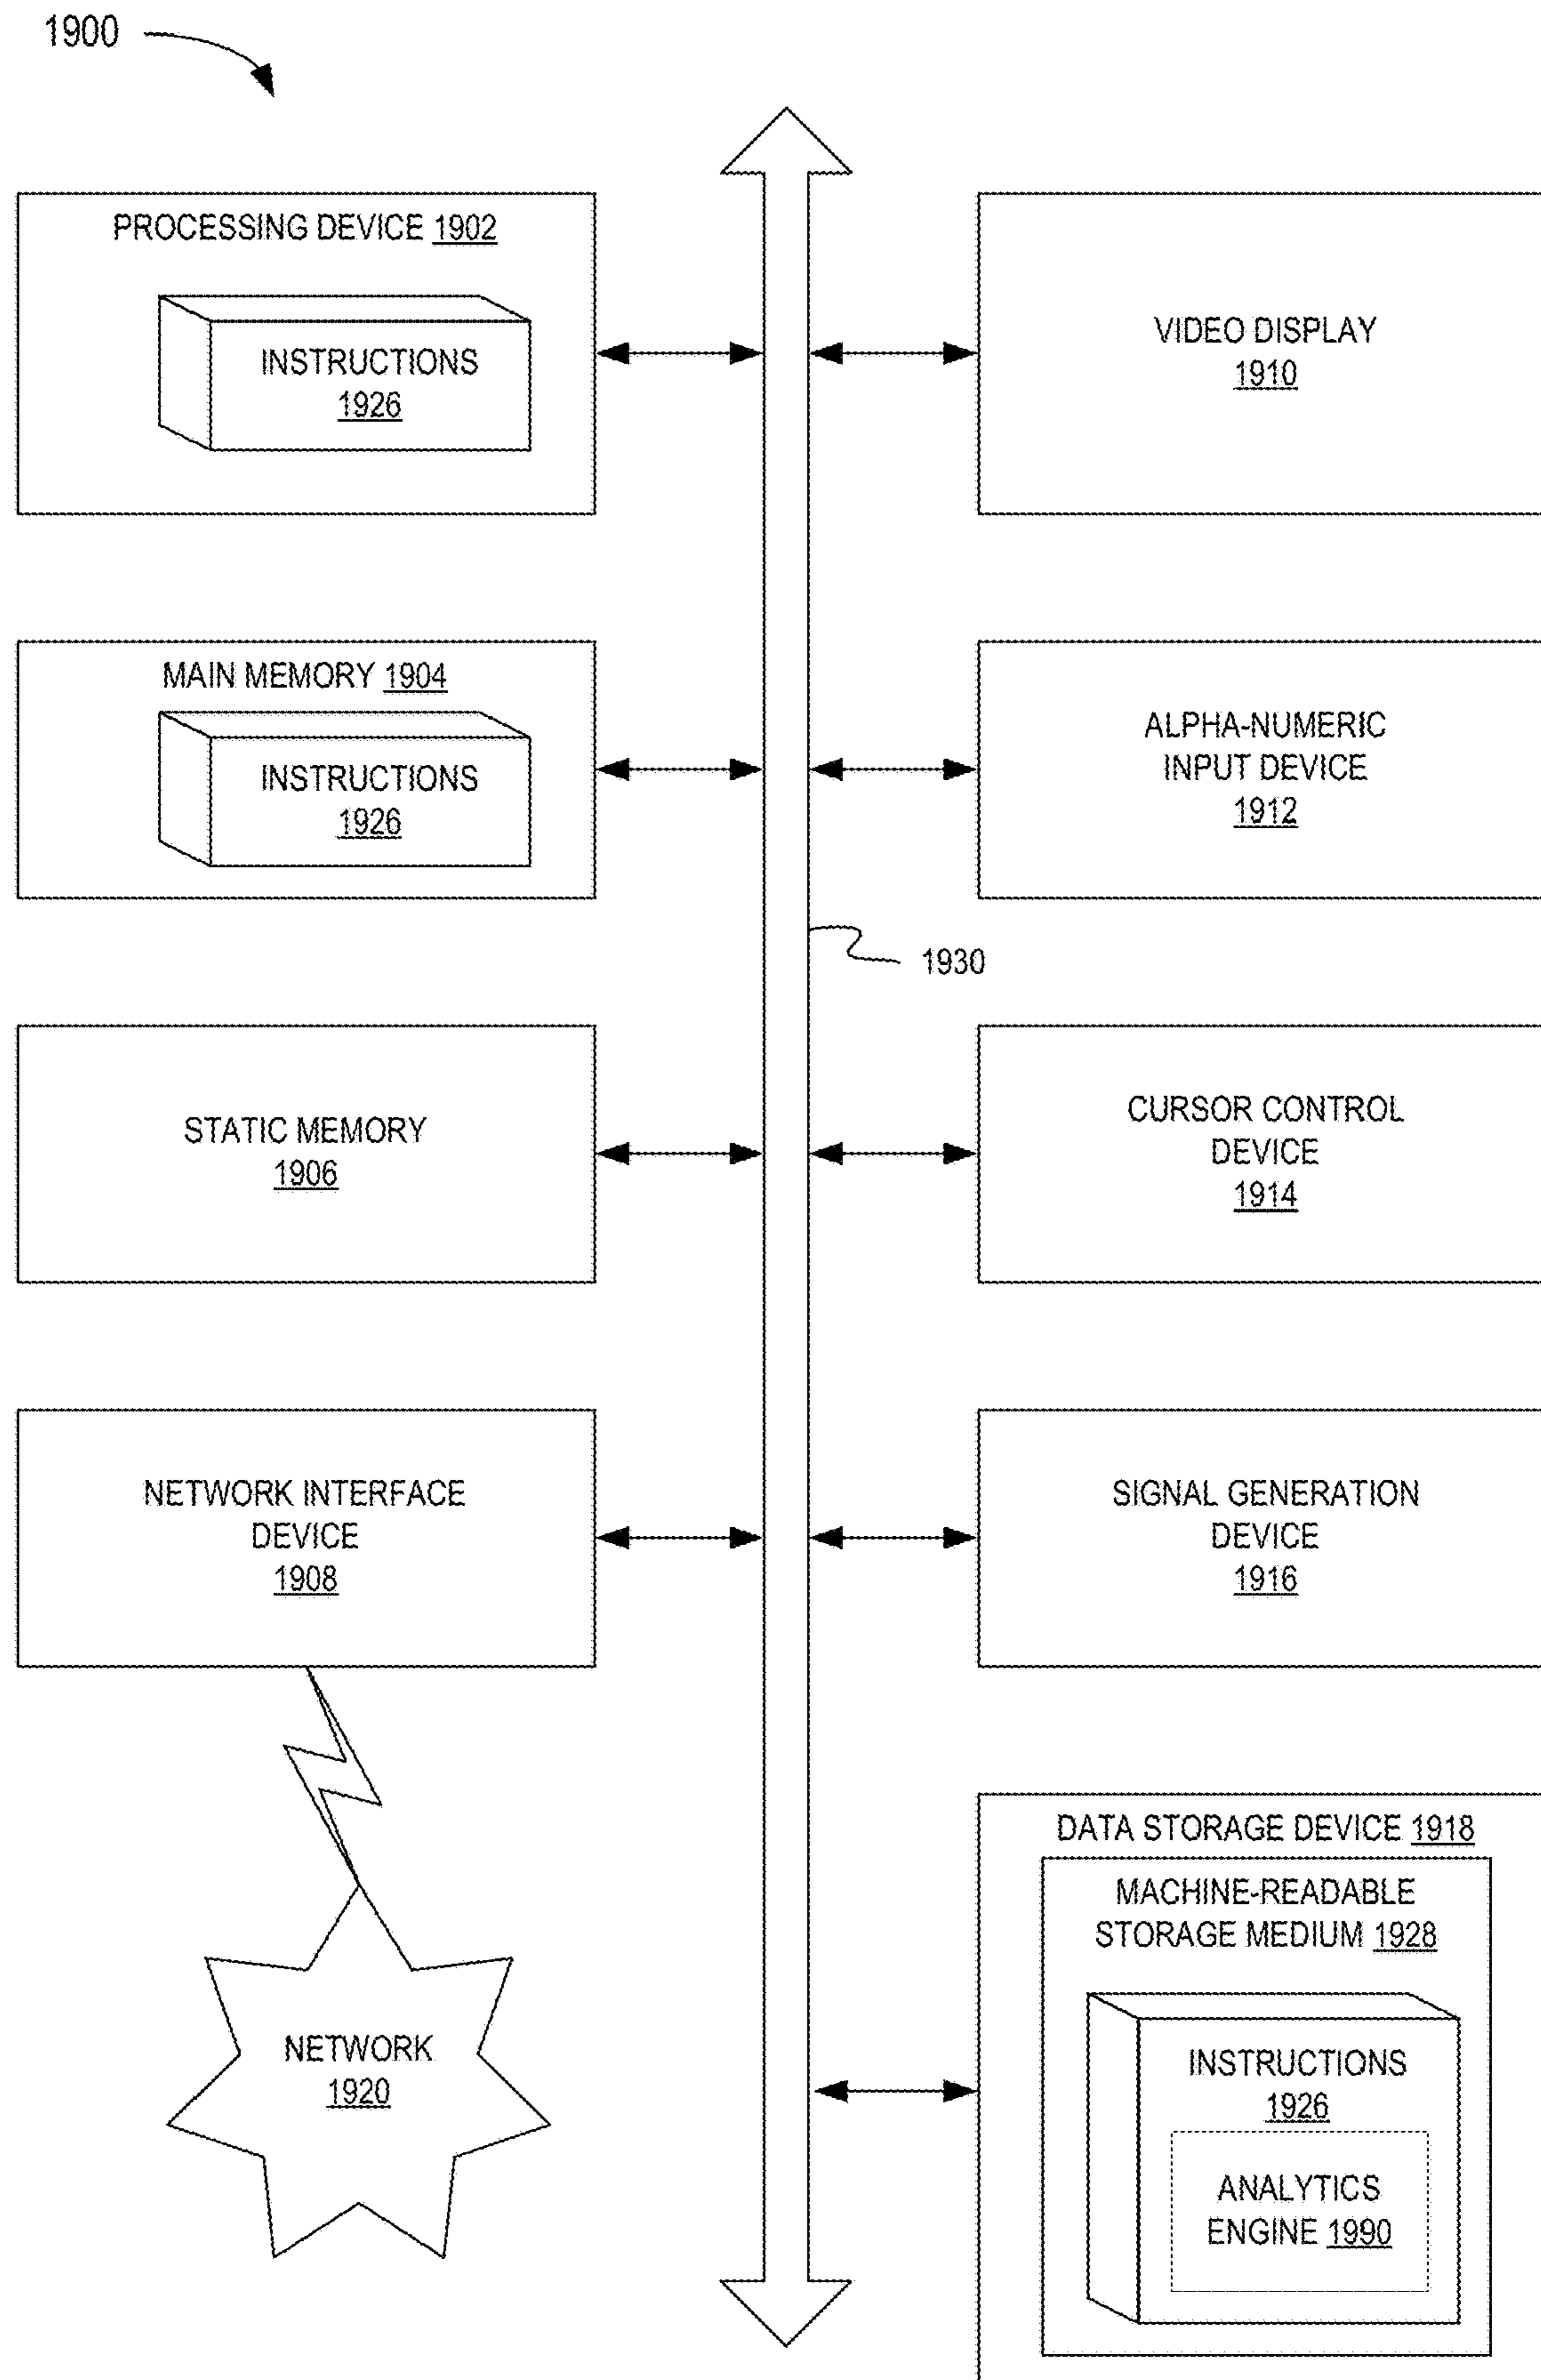 1900
PROCESSING DEVICE 1902
INSTRUCTIONS
1926
VIDEO DISPLAY
1910
MAIN MEMORY 1904
INSTRUCTIONS
1926
ALPHA-NUMERIC
INPUT DEVICE
1912
1930
STATIC MEMORY
1906
CURSOR CONTROL
DEVICE
1914
NETWORK INTERFACE
DEVICE
1908
SIGNAL GENERATION
DEVICE
1916
DATA STORAGE DEVICE 1918
MACHINE-READABLE
STORAGE MEDIUM 1928
INSTRUCTIONS
1926
ANALYTICS
ENGINE 1990
NETWORK
1920